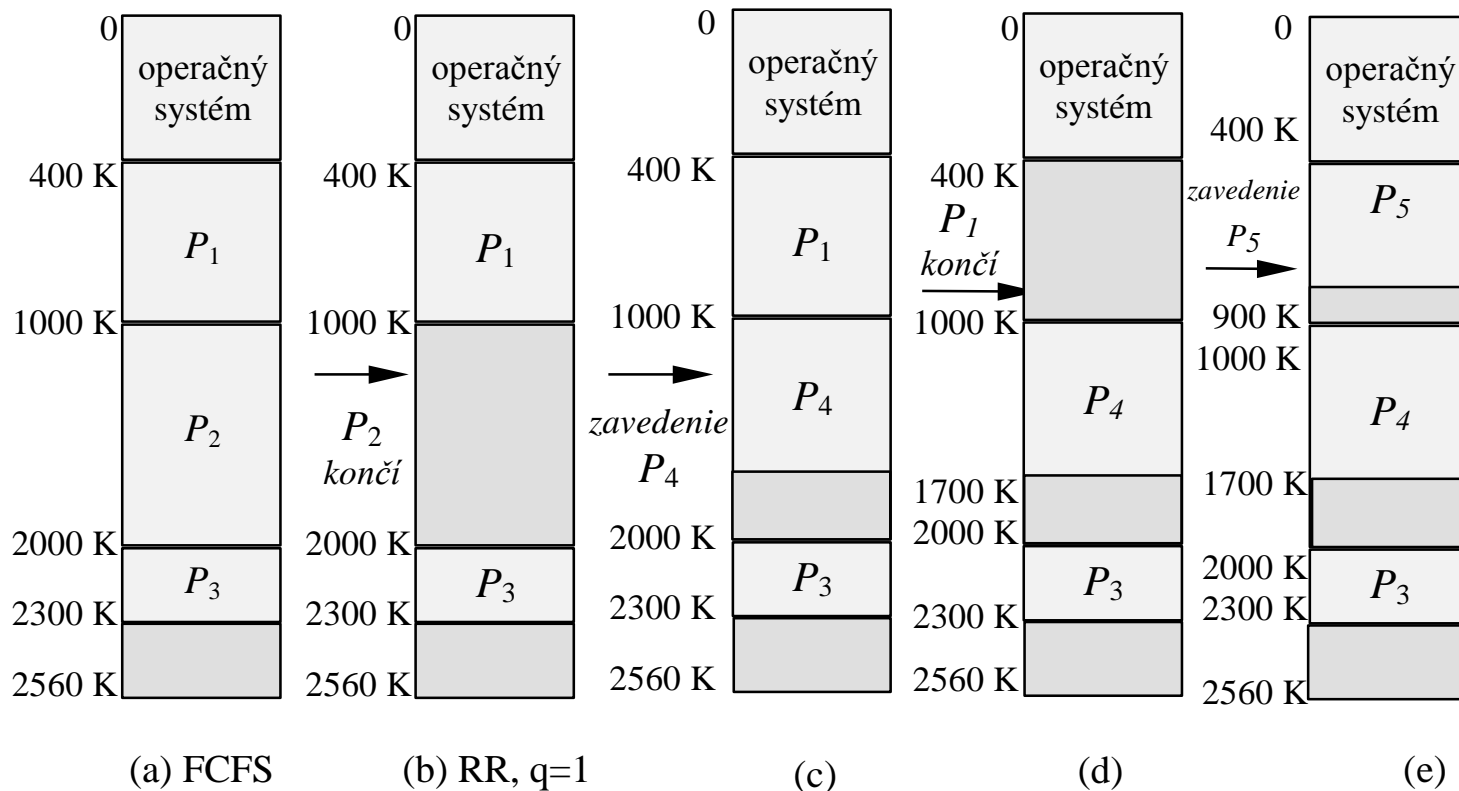 0
operačný
systém
400 K
P1
1000 K
P2
2000 K
P3
2300 K
2560 K
(a) FCFS
P2
končí
0
operačný
systém
400 K
P1
1000 K
2000 K
P3
2300 K
2560 K
(b) RR, q=1
zavedenie
P4
0
operačný
systém
400 K
P1
1000 K
P4
2000 K
P3
2300 K
2560 K
(c)
P1
končí
0
operačný
systém
400 K
1000 K
P4
1700 K
2000 K
P3
2300 K
2560 K
(d)
zavedenie
P5
0
operačný
systém
400 K
P5
900 K
1000 K
P4
1700 K
2000 K
P3
2300 K
2560 K
(e)